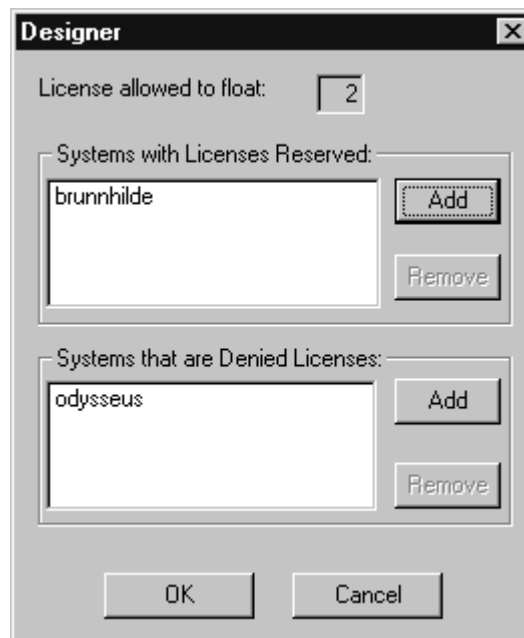 Designer
License allowed to float: 2
Systems with Licenses Reserved:
brunnhilde
Add
Remove
Systems that are Denied Licenses:
odysseus
Add
Remove
OK Cancel